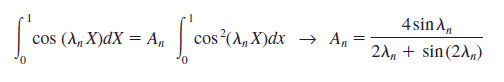 ∫₀¹ cos (λₙX)dX = Aₙ ∫₀¹ cos²(λₙX)dx → Aₙ = 4 sin λₙ / 2λₙ + sin(2λₙ)